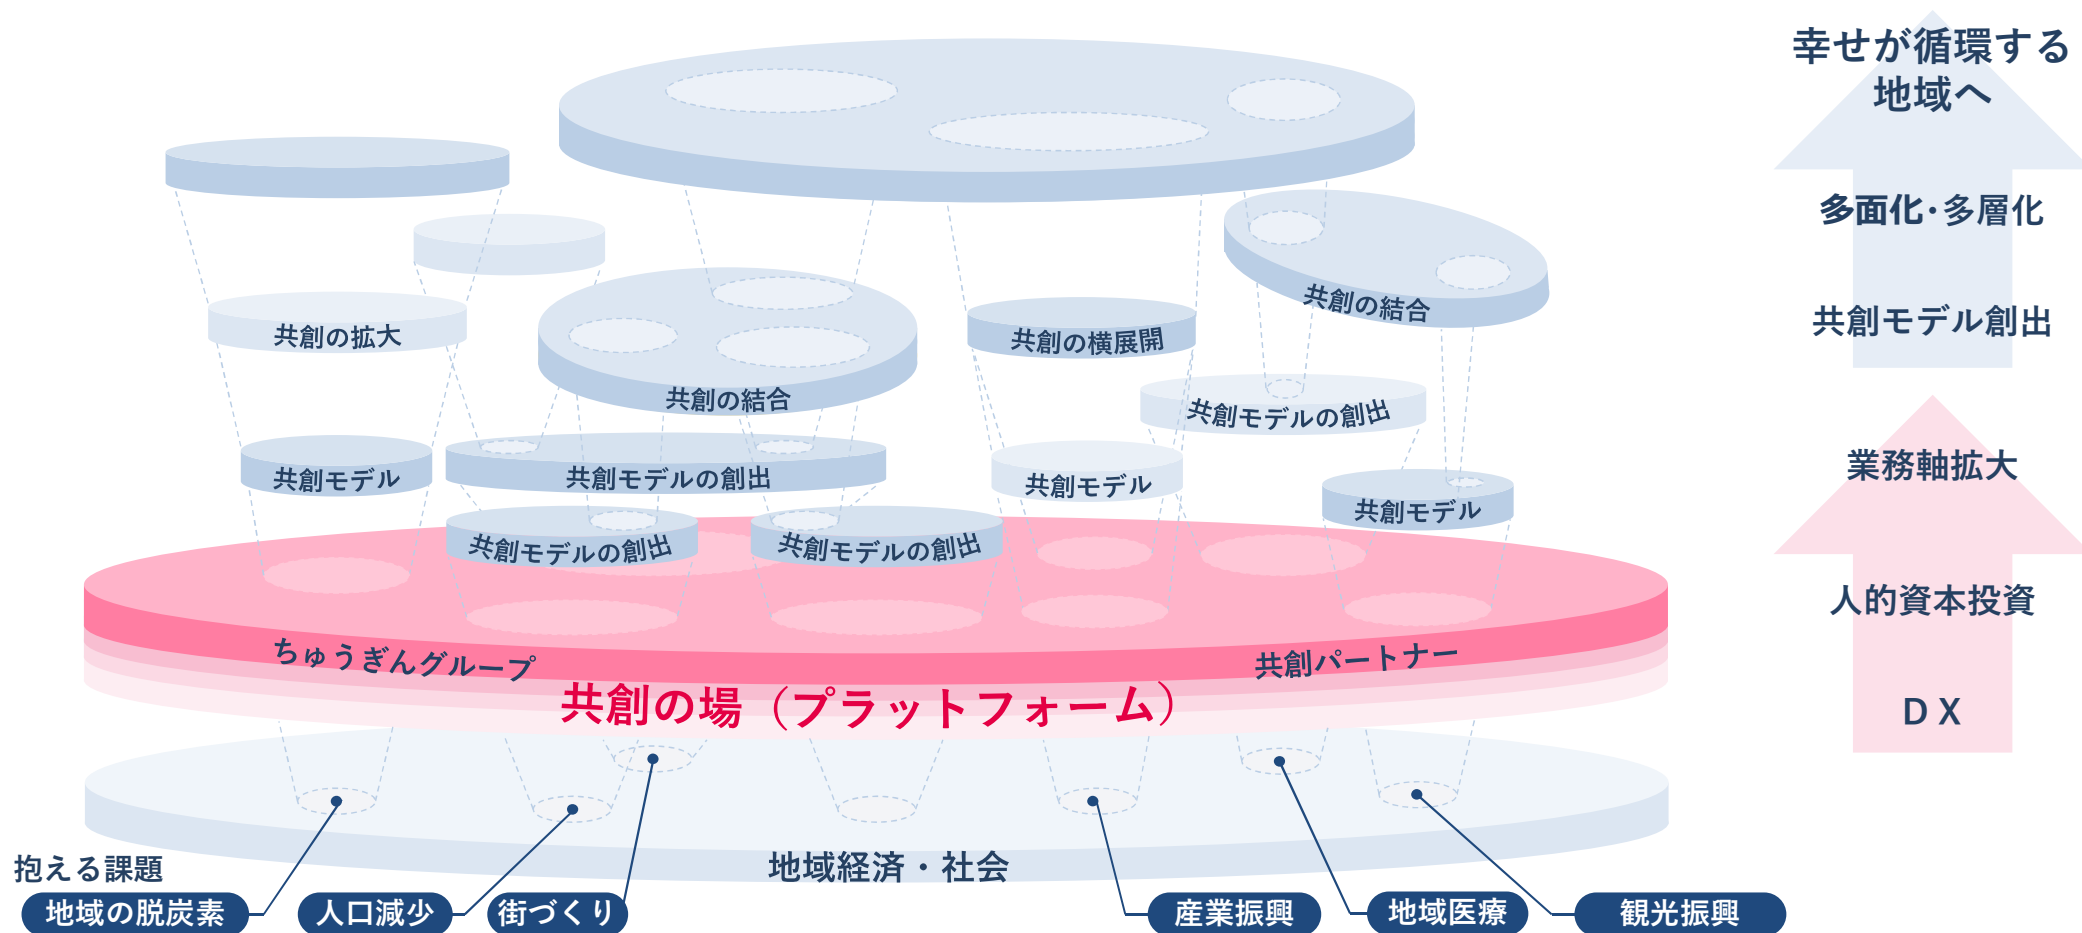 幸せが循環する
地域へ
多面化・多層化
共創モデル創出
業務軸拡大
人的資本投資
DX
共創の拡大
共創の結合
共創の横展開
共創の結合
共創モデルの創出
共創モデル
共創モデルの創出
共創モデル
共創モデル
共創モデルの創出
共創モデルの創出
ちゅうぎんグループ
共創パートナー
共創の場（プラットフォーム）
地域経済・社会
抱える課題
地域の脱炭素
人口減少
街づくり
産業振興
地域医療
観光振興